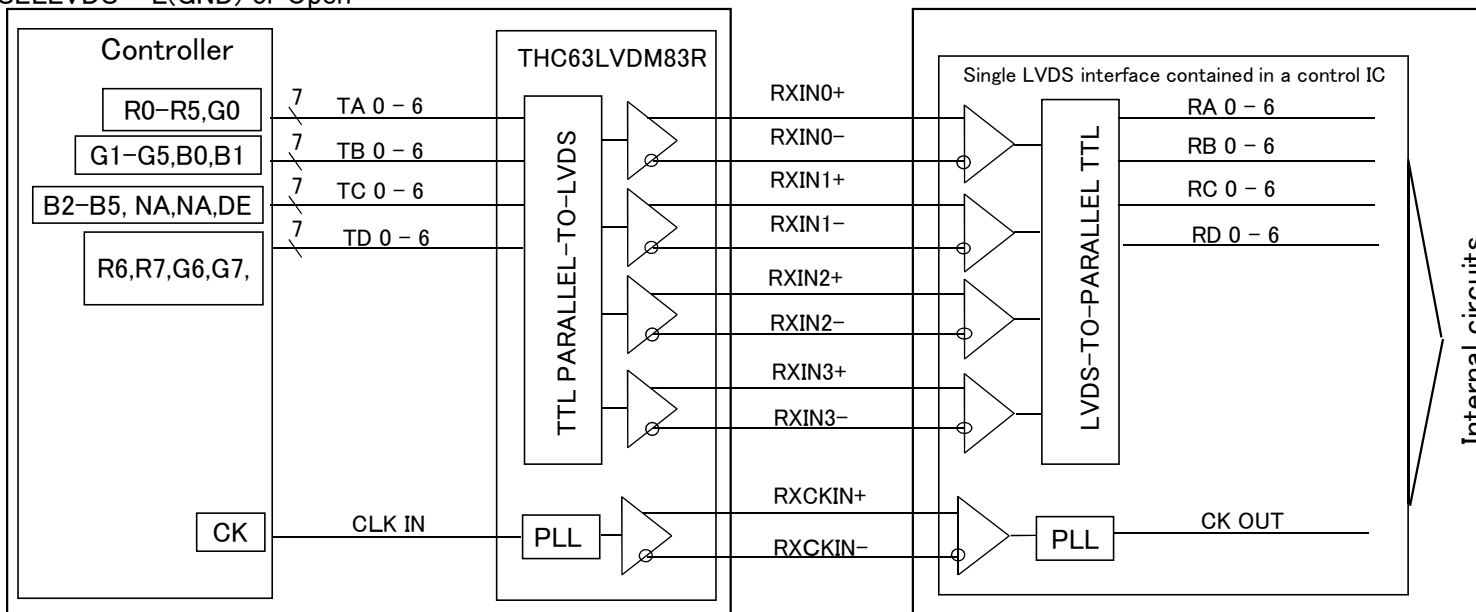 SELLVDS = L(GND) or Open
Controller
THC63LVDM83R
Single LVDS interface contained in a control IC
R0-R5,G0
7
TA 0 - 6
RXIN0+
RA 0 - 6
RXIN0-
G1-G5,B0,B1
7
TB 0 - 6
RB 0 - 6
RXIN1+
B2-B5, NA,NA,DE
7
TC 0 - 6
RC 0 - 6
RXIN1-
R6,R7,G6,G7,
7
TD 0 - 6
RD 0 - 6
TTL PARALLEL-TO-LVDS
RXIN2+
RXIN2-
LVDS-TO-PARALLEL TTL
RXIN3+
RXIN3-
Internal circuits
CK
CLK IN
PLL
RXCKIN+
RXCKIN-
PLL
CK OUT